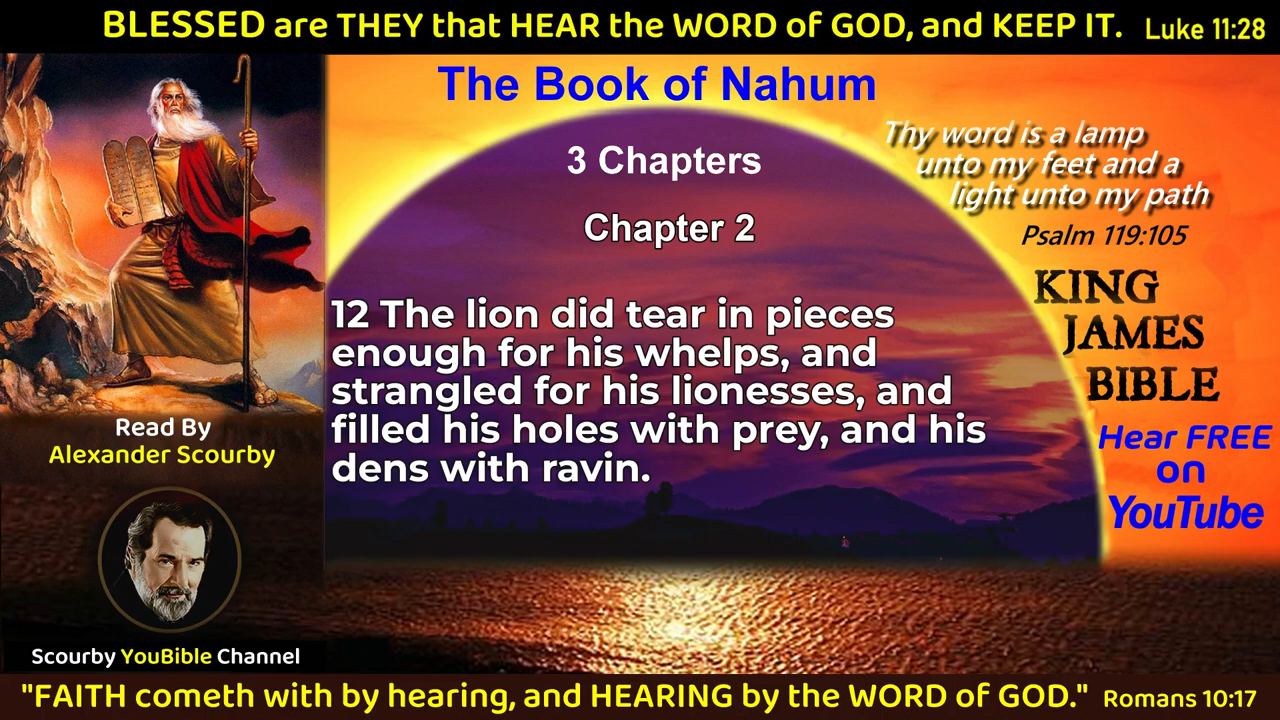 BLESSED are THEY that HEAR the WORD of GOD, and KEEP IT. Luke 11:28
The Book of Nahum
3 Chapters
Chapter 2
12 The lion did tear in pieces
enough for his whelps, and
strangled for his lionesses, and
filled his holes with prey, and his
dens with ravin.
Thy word is a lamp
unto my feet and a
light unto my path
Psalm 119:105
KING
JAMES
BIBLE
Hear FREE
on
YouTube
Read By
Alexander Scourby
Scourby YouBible Channel
"FAITH cometh with by hearing, and HEARING by the WORD of GOD." Romans 10:17